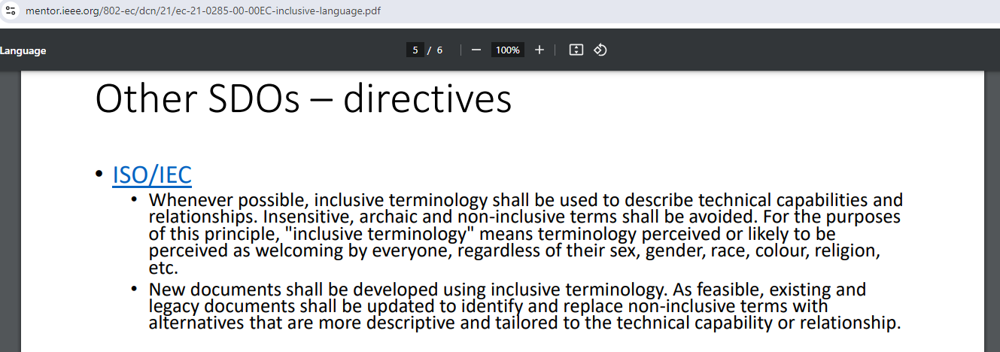 mentor.ieee.org/802-ec/dcn/21/ec-21-0285-00-00EC-inclusive-language.pdf
Language
5 / 6
100%
Other SDOs – directives
• ISO/IEC
• Whenever possible, inclusive terminology shall be used to describe technical capabilities and
relationships. Insensitive, archaic and non-inclusive terms shall be avoided. For the purposes
of this principle, "inclusive terminology" means terminology perceived or likely to be
perceived as welcoming by everyone, regardless of their sex, gender, race, colour, religion,
etc.
• New documents shall be developed using inclusive terminology. As feasible, existing and
legacy documents shall be updated to identify and replace non-inclusive terms with
alternatives that are more descriptive and tailored to the technical capability or relationship.